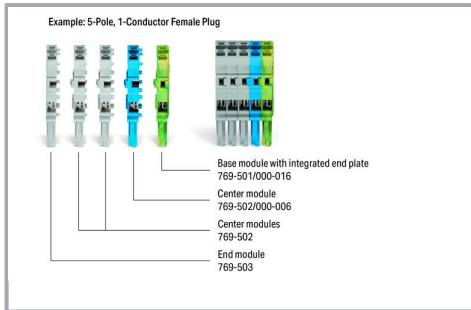 Example: 5-Pole, 1-Conductor Female Plug
Base module with integrated end plate
769-501/000-016
Center module
769-502/000-006
Center modules
769-502
End module
769-503